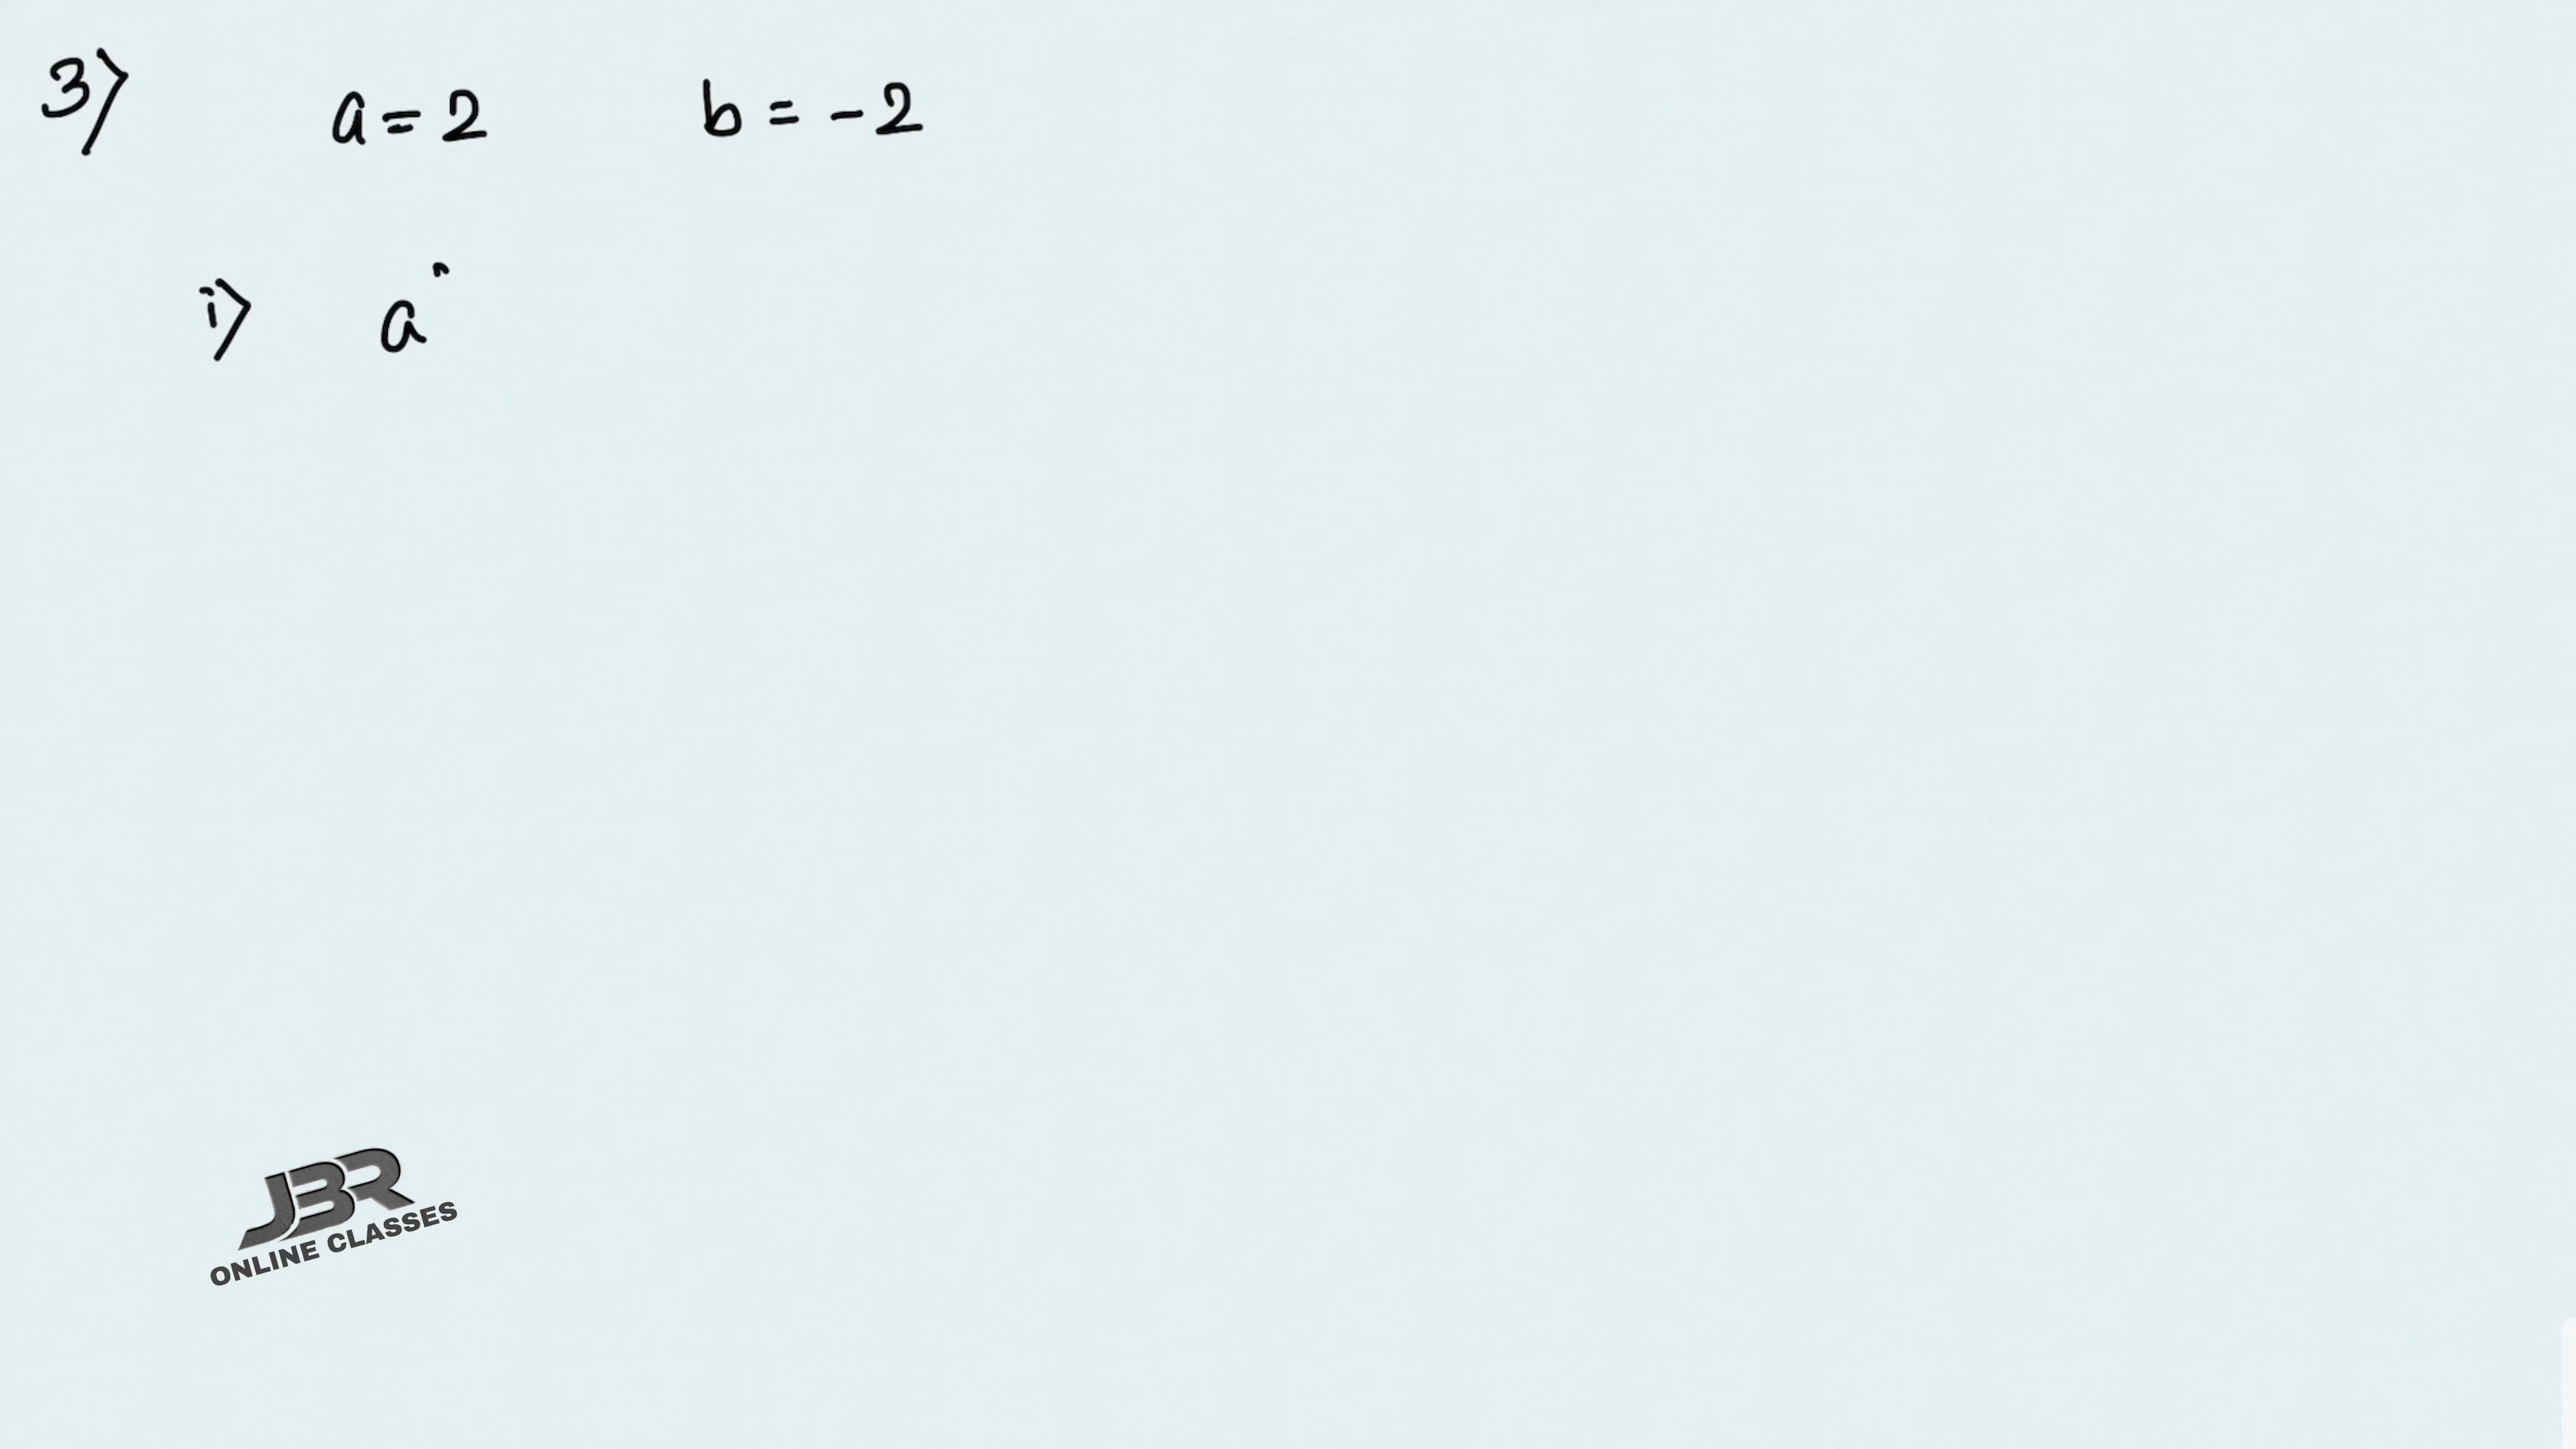 3) a = 2 b = -2
i) a
JBR
ONLINE CLASSES